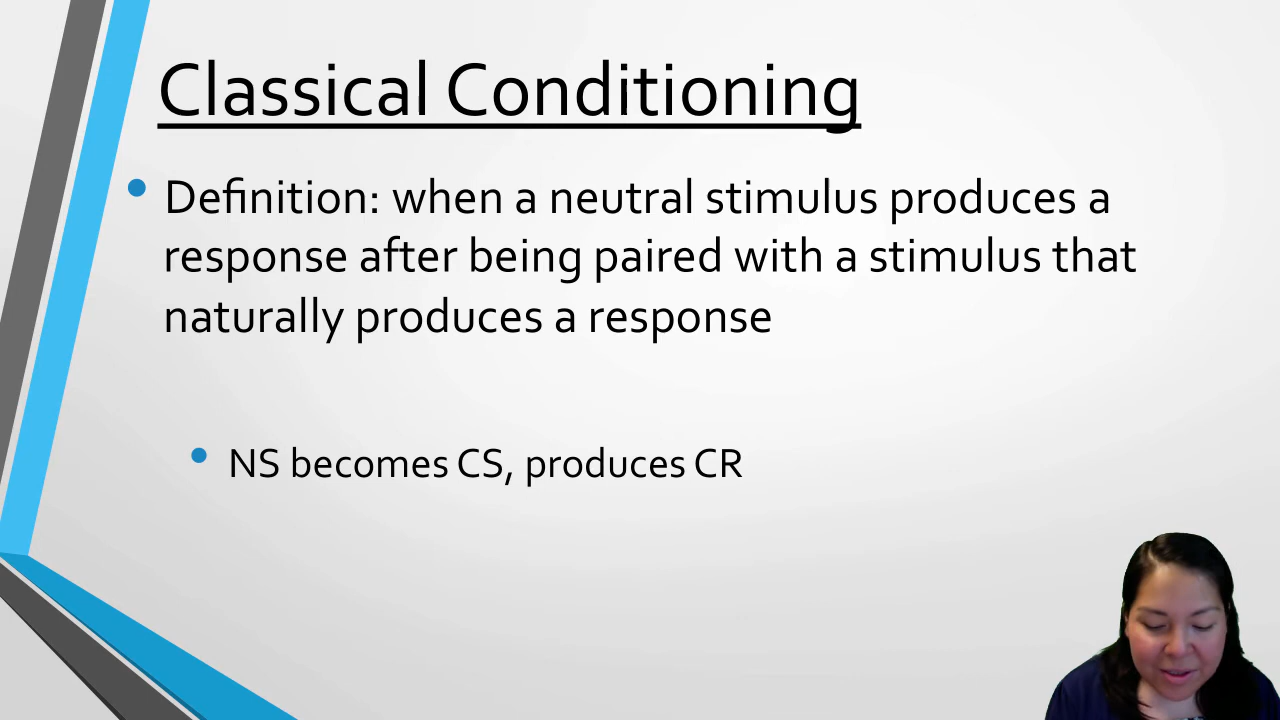 Classical Conditioning
• Definition: when a neutral stimulus produces a
response after being paired with a stimulus that
naturally produces a response
• NS becomes CS, produces CR